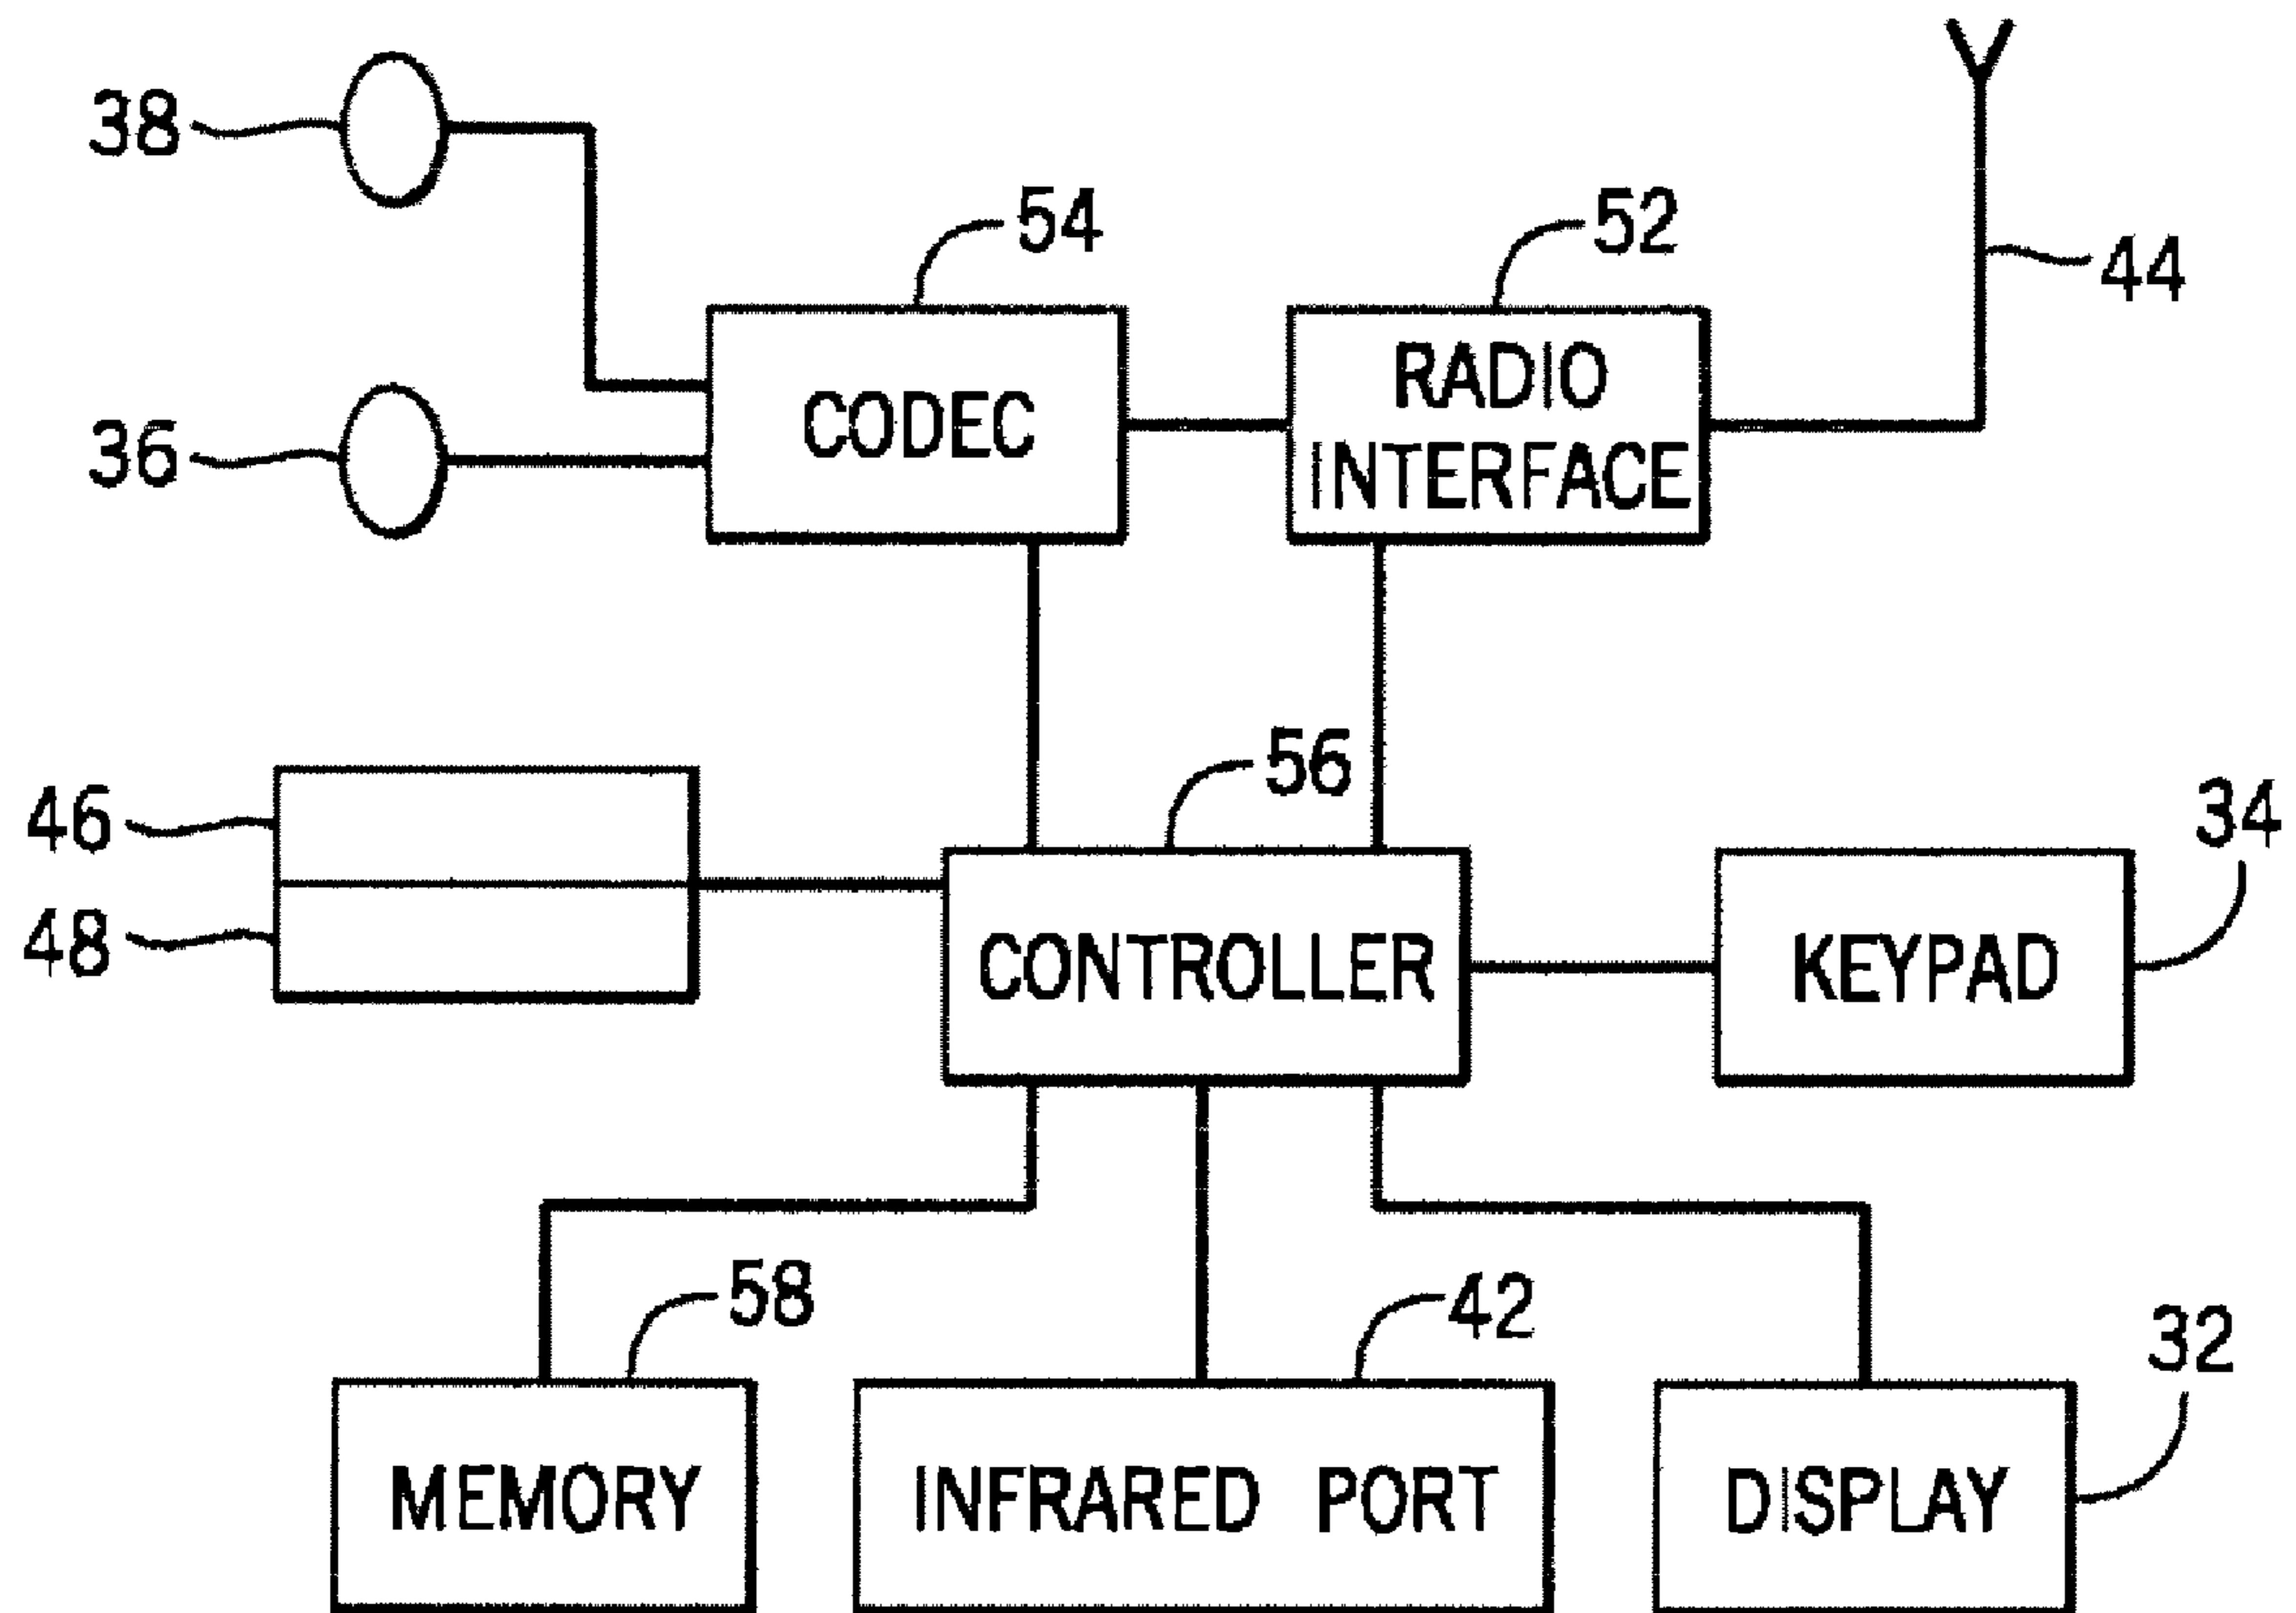 38
54
52
44
CODEC
RADIO
INTERFACE
36
56
46
34
48
CONTROLLER
KEYPAD
58
42
32
MEMORY
INFRARED PORT
DISPLAY